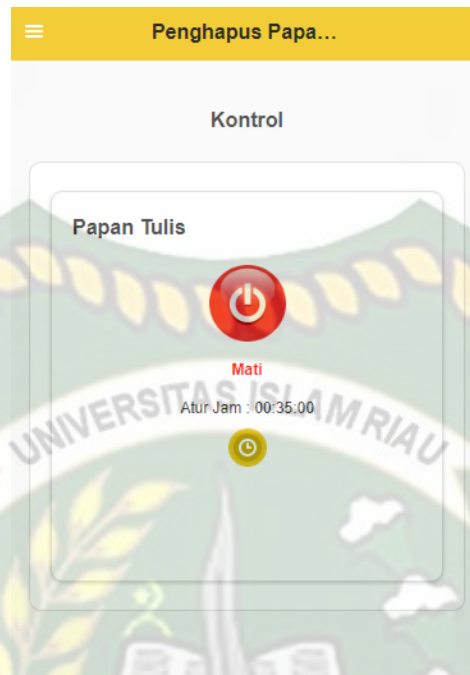 Penghapus Papa...
Kontrol
Papan Tulis
Mati
Atur Jam : 00:35:00
UNIVERSITAS ISLAM RIAU